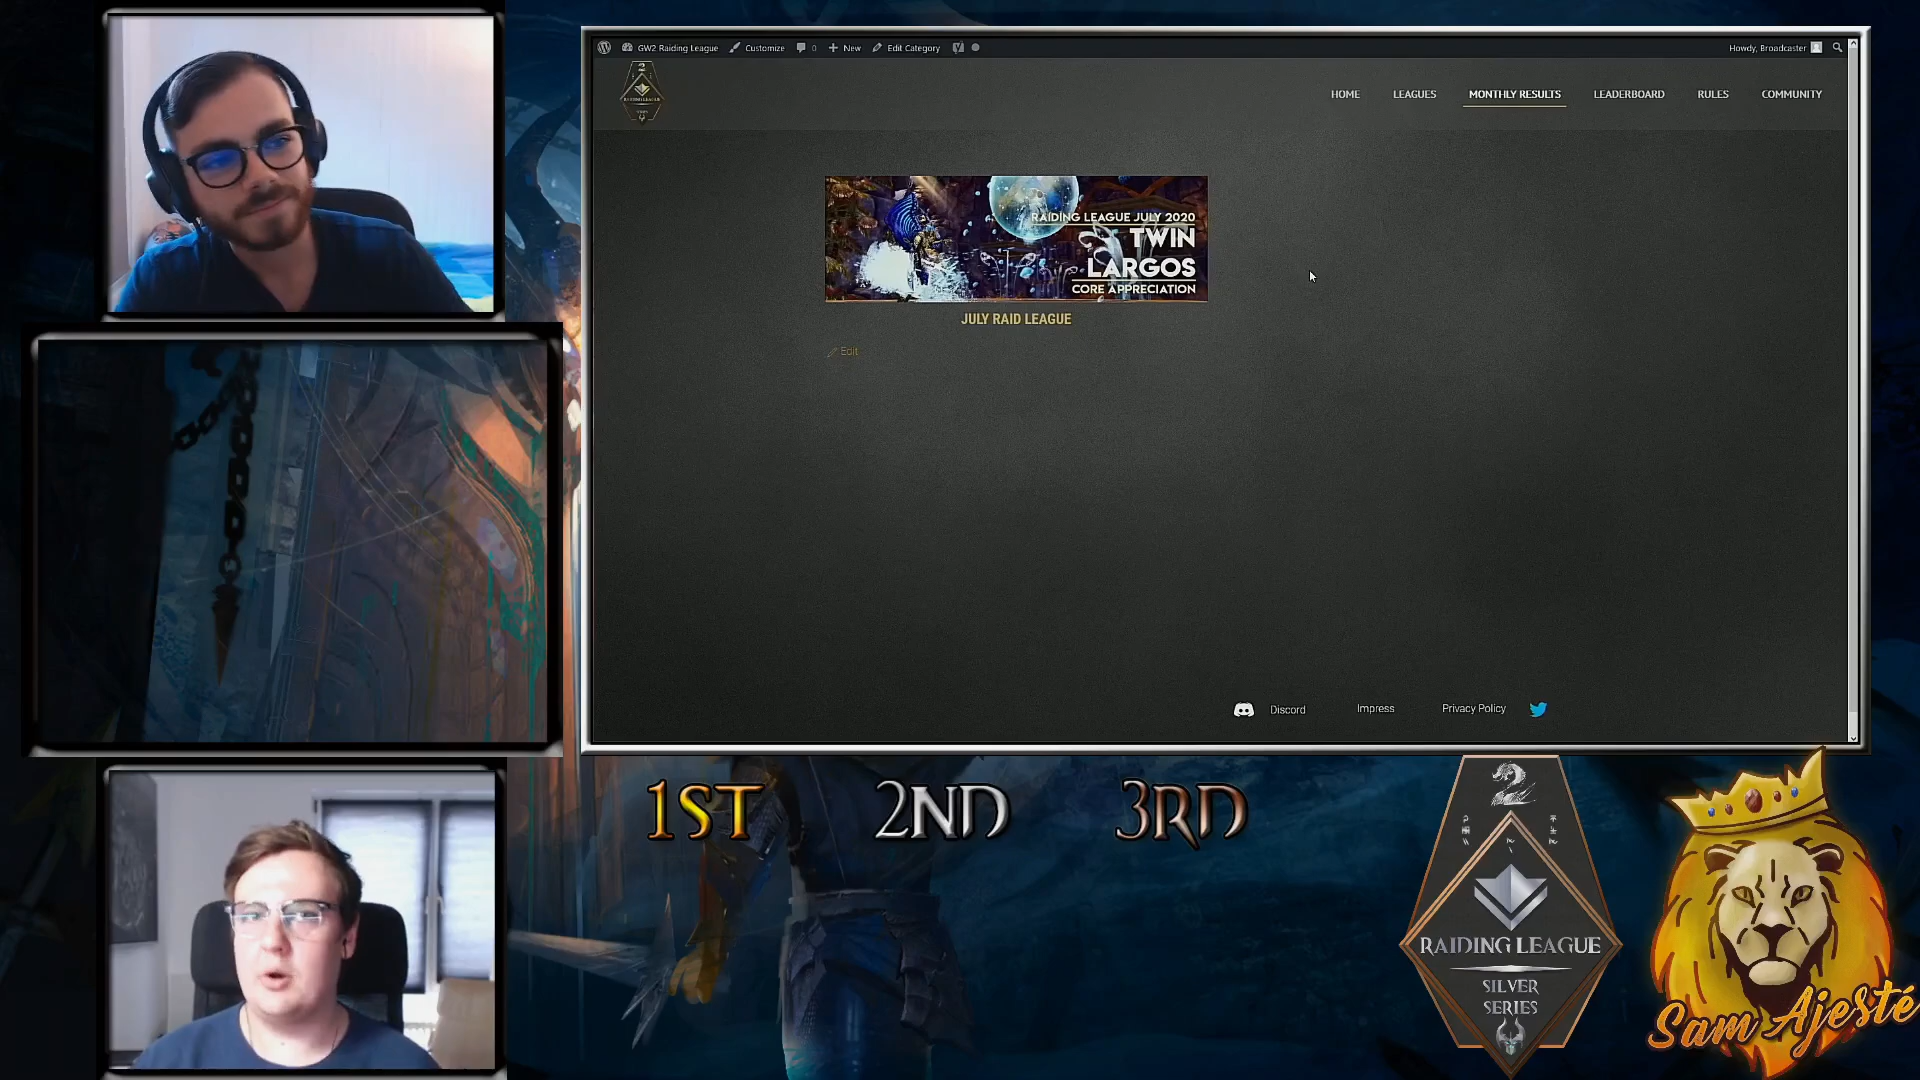 GW2 Raiding League
Customize
0
New
Edit Category
Howdy, Broadcaster
HOME
LEAGUES
MONTHLY RESULTS
LEADERBOARD
RULES
COMMUNITY
RAIDING LEAGUE JULY 2020
TWIN
LARGOS
CORE APPRECIATION
JULY RAID LEAGUE
Edit
Discord
Impress
Privacy Policy
1ST
2ND
3RD
2
RAIDING LEAGUE
SILVER
SERIES
Sam Ajesté